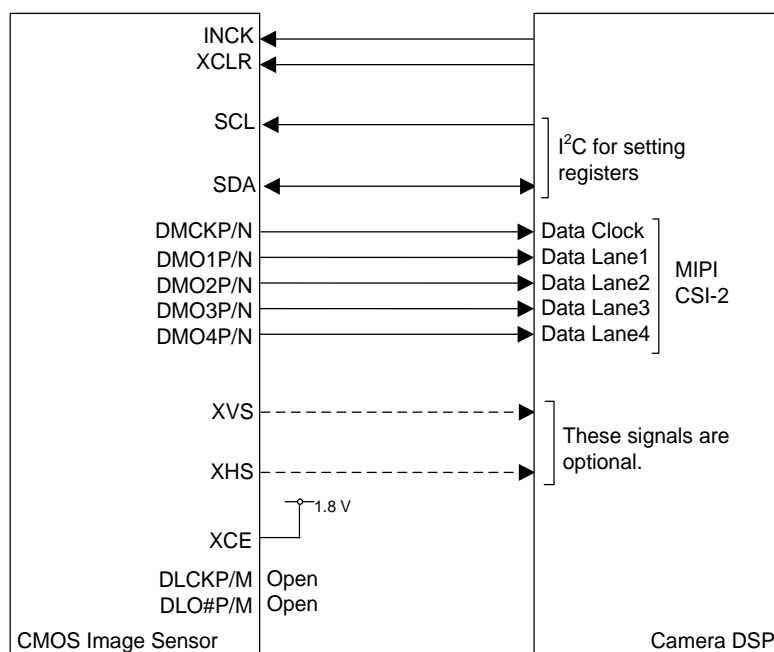 INCK
XCLR
SCL
SDA
I²C for setting
registers
DMCKP/N
DMO1P/N
DMO2P/N
DMO3P/N
DMO4P/N
Data Clock
Data Lane1
Data Lane2
Data Lane3
Data Lane4
MIPI
CSI-2
XVS
XHS
These signals are
optional.
1.8 V
XCE
DLCKP/M Open
DLO#P/M Open
CMOS Image Sensor
Camera DSP